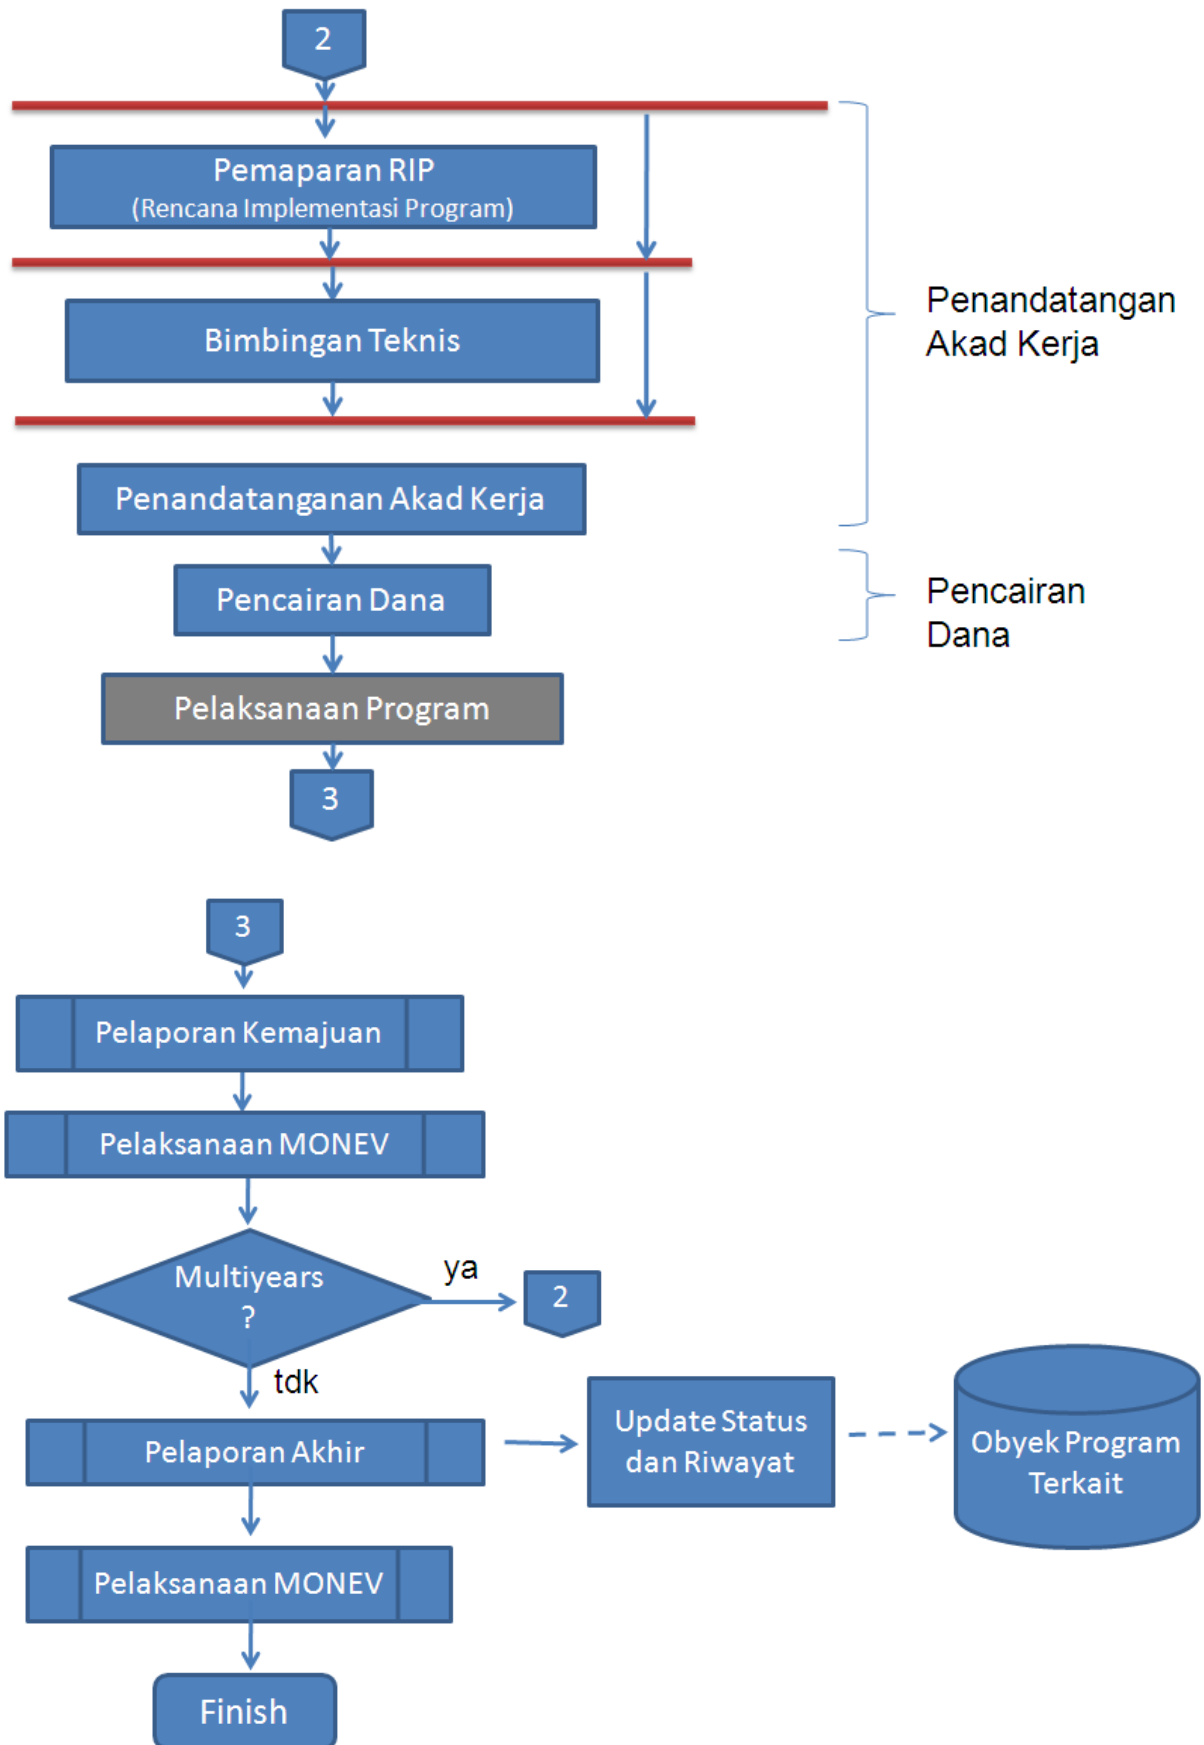 2
Pemaparan RIP
(Rencana Implementasi Program)
Bimbingan Teknis
Penandatangan
Akad Kerja
Penandatanganan Akad Kerja
Pencairan Dana
Pencairan
Dana
Pelaksanaan Program
3
3
Pelaporan Kemajuan
Pelaksanaan MONEV
Multiyears
?
ya
2
tdk
Pelaporan Akhir
Update Status
dan Riwayat
Obyek Program
Terkait
Pelaksanaan MONEV
Finish